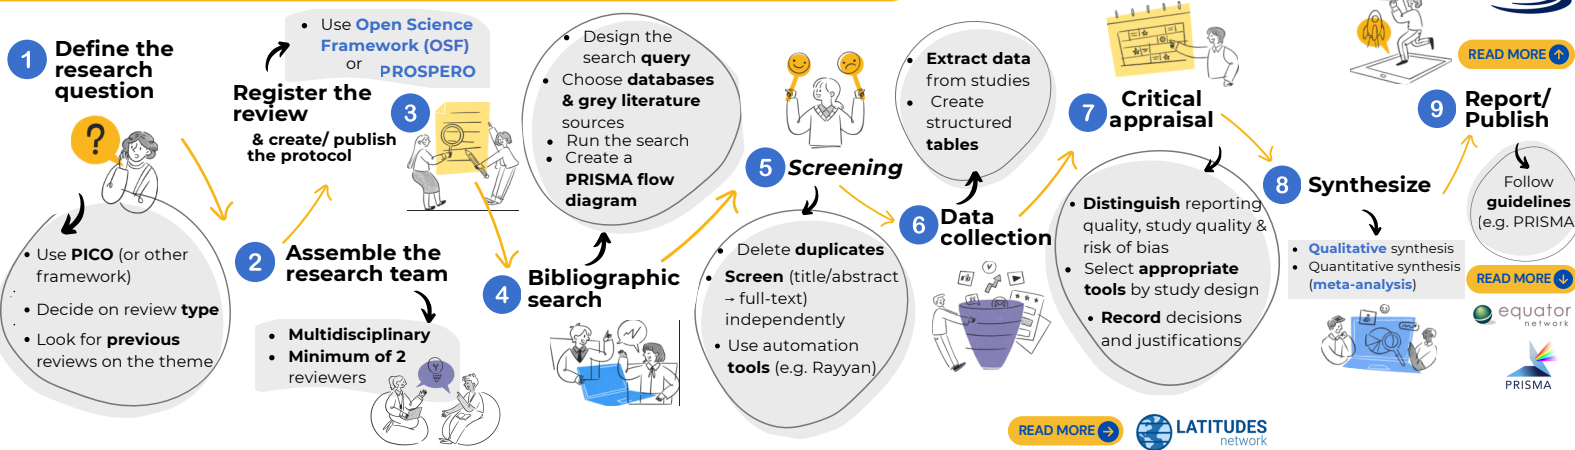 1
Define the
research
question
?
• Use PICO (or other
framework)
• Decide on review type
• Look for previous
reviews on the theme
2
Assemble the
research team
• Multidisciplinary
• Minimum of 2
reviewers
• Use Open Science
Framework (OSF)
or PROSPERO
Register the
review
& create/ publish
the protocol
3
• Design the
search query
• Choose databases
& grey literature
sources
• Run the search
• Create a
PRISMA flow
diagram
4
Bibliographic
search
5
Screening
• Delete duplicates
• Screen (title/abstract
→ full-text)
independently
• Use automation
tools (e.g. Rayyan)
• Extract data
from studies
• Create
structured
tables
6
Data
collection
7
Critical
appraisal
• Distinguish reporting
quality, study quality &
risk of bias
• Select appropriate
tools by study design
• Record decisions
and justifications
READ MORE
LATITUDES
network
8
Synthesize
• Qualitative synthesis
• Quantitative synthesis
(meta-analysis)
READ MORE
9
Report/
Publish
Follow
guidelines
(e.g. PRISMA
READ MORE
equator
network
PRISMA